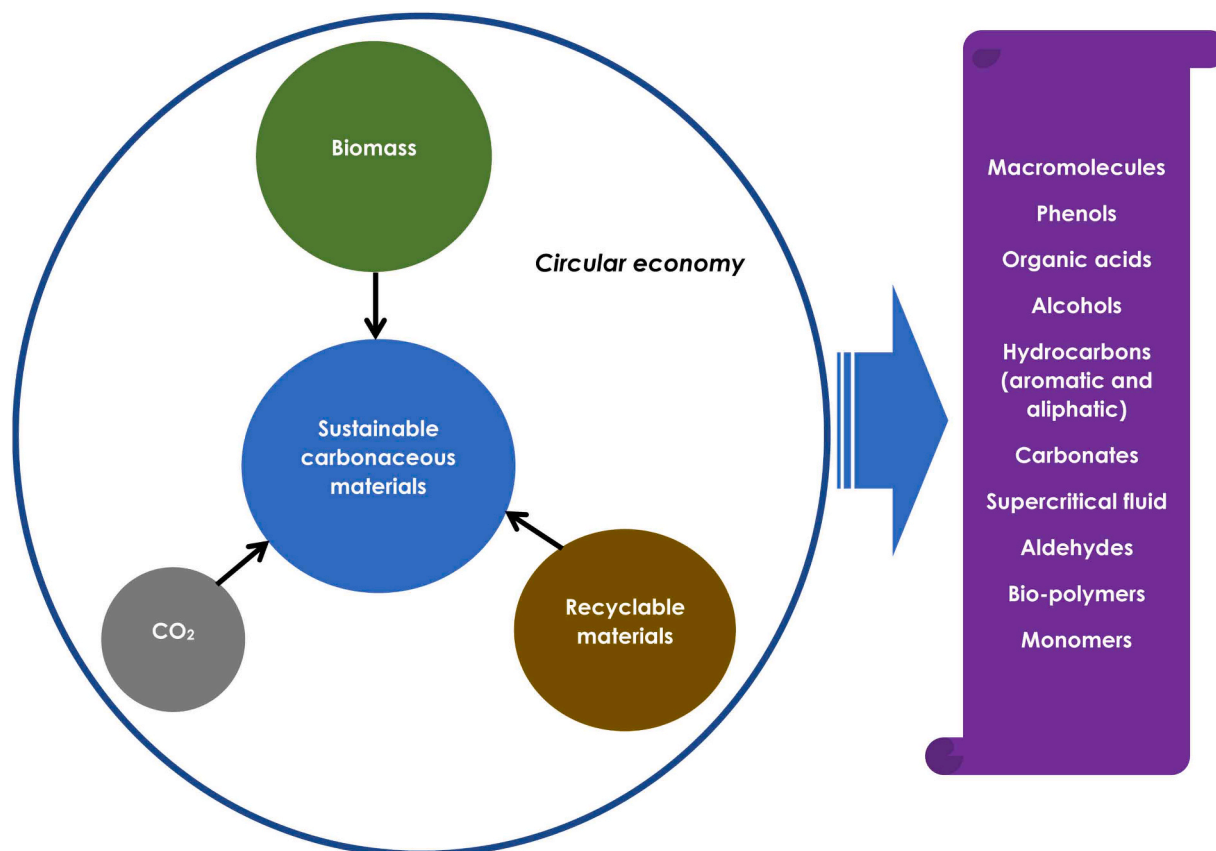 Biomass
Circular economy
Sustainable
carbonaceous
materials
CO₂
Recyclable
materials
Macromolecules
Phenols
Organic acids
Alcohols
Hydrocarbons
(aromatic and
aliphatic)
Carbonates
Supercritical fluid
Aldehydes
Bio-polymers
Monomers